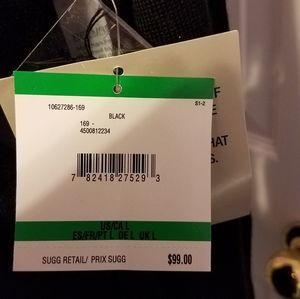 10627286-169
S1-2
BLACK
169 -
4500812234
7 82418 27529 3
US/CA L
ES/FR/PT L DE L UK L
SUGG RETAIL/ PRIX SUGG $99.00